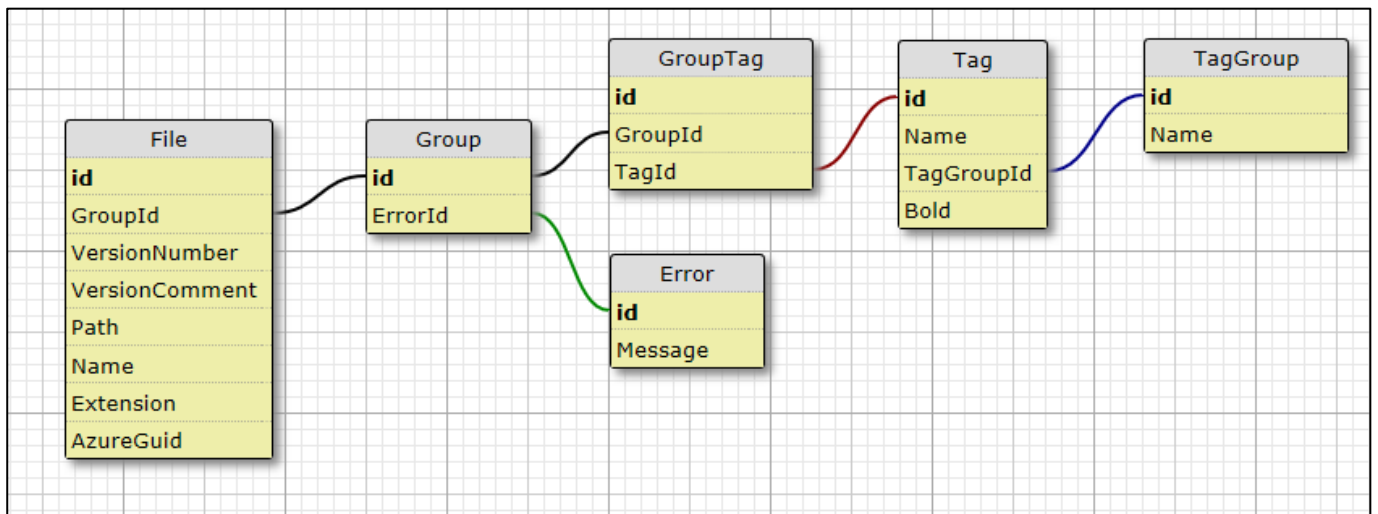 File
id
GroupId
VersionNumber
VersionComment
Path
Name
Extension
AzureGuid
Group
id
ErrorId
GroupTag
id
GroupId
TagId
Error
id
Message
Tag
id
Name
TagGroupId
Bold
TagGroup
id
Name